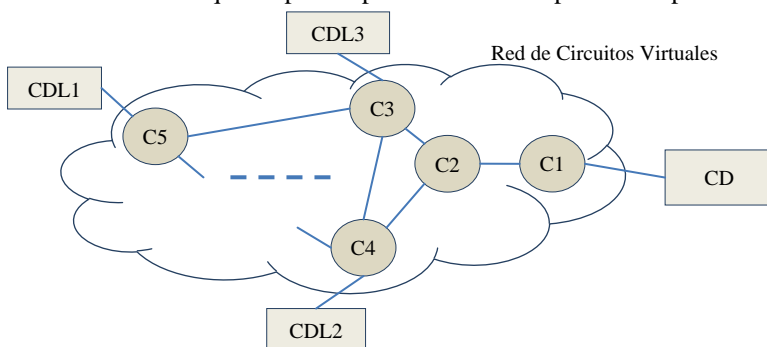 CDL3
Red de Circuitos Virtuales
CDL1
C3
C5
C2
C1
CD
C4
CDL2